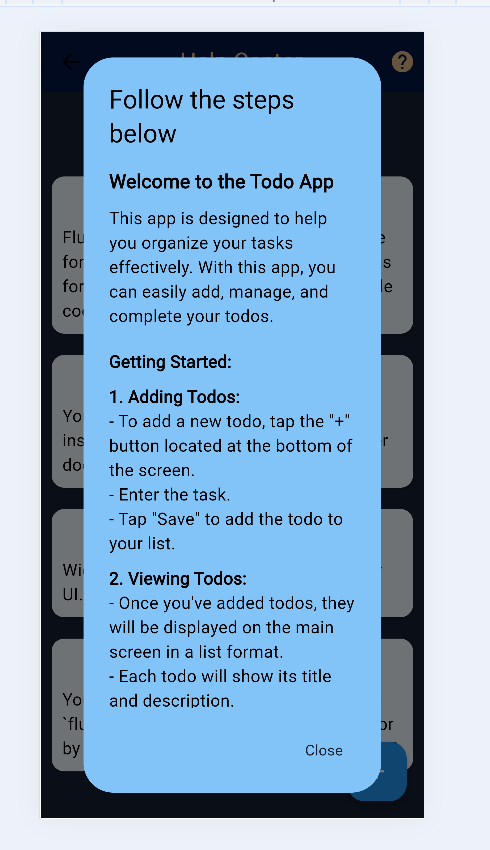 ?
Follow the steps
below
Welcome to the Todo App
This app is designed to help
you organize your tasks
effectively. With this app, you
can easily add, manage, and
complete your todos.
Getting Started:
1. Adding Todos:
- To add a new todo, tap the "+"
button located at the bottom of
the screen.
- Enter the task.
- Tap "Save" to add the todo to
your list.
2. Viewing Todos:
- Once you've added todos, they
will be displayed on the main
screen in a list format.
- Each todo will show its title
and description.
Close